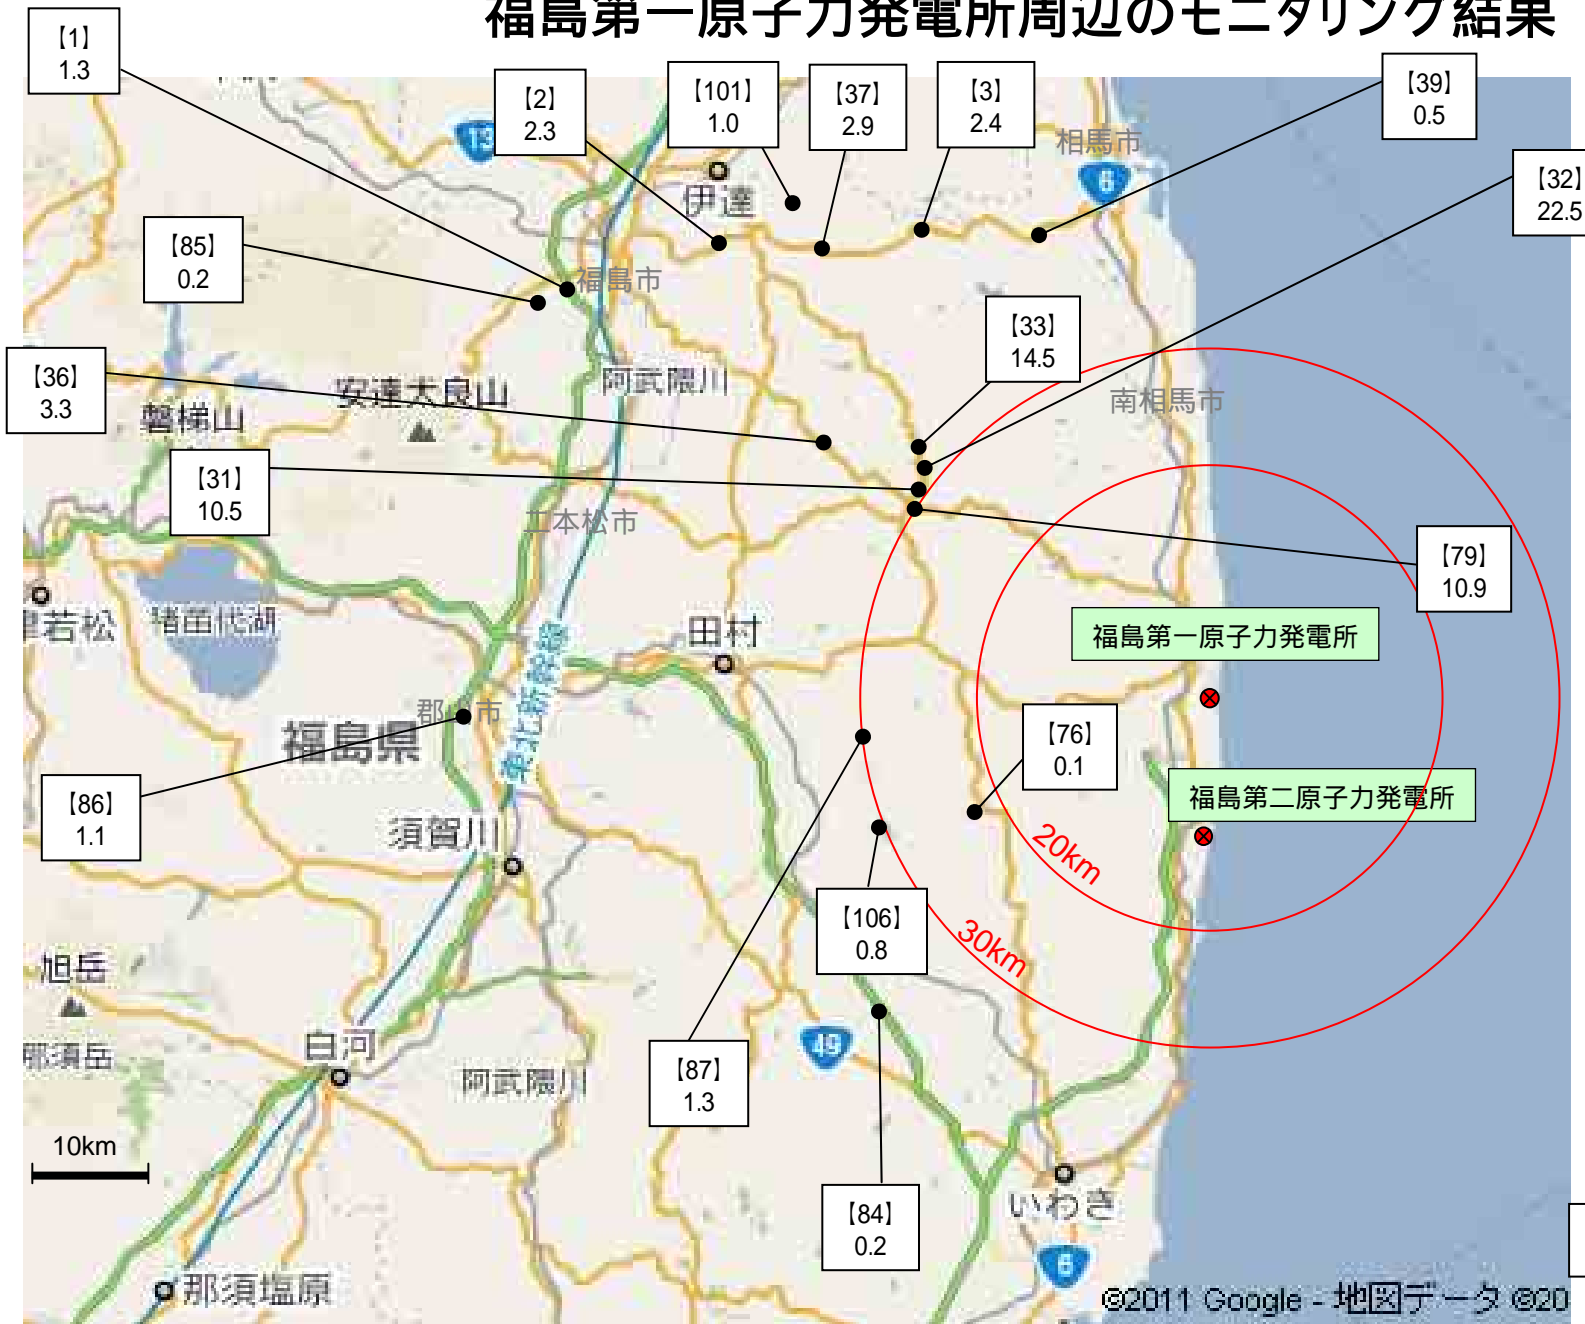 福島第一原子力発電所周辺のモニタリング結果
【1】
1.3
【2】
2.3
【101】
1.0
【37】
2.9
【3】
2.4
【39】
0.5
13
相馬市
6
伊達
【32】
22.5
【85】
0.2
福島市
【33】
14.5
【36】
3.3
安達太良山
阿武隈川
磐梯山
南相馬市
【31】
10.5
二本松市
【79】
10.9
若松
猪苗代湖
田村
福島第一原子力発電所
東北新幹線
郡山市
福島県
【76】
0.1
福島第二原子力発電所
【86】
1.1
須賀川
20km
【106】
0.8
30km
旭岳
那須岳
白河
49
阿武隈川
【87】
1.3
10km
いわき
【84】
0.2
6
那須塩原
©2011 Google - 地図データ ©20